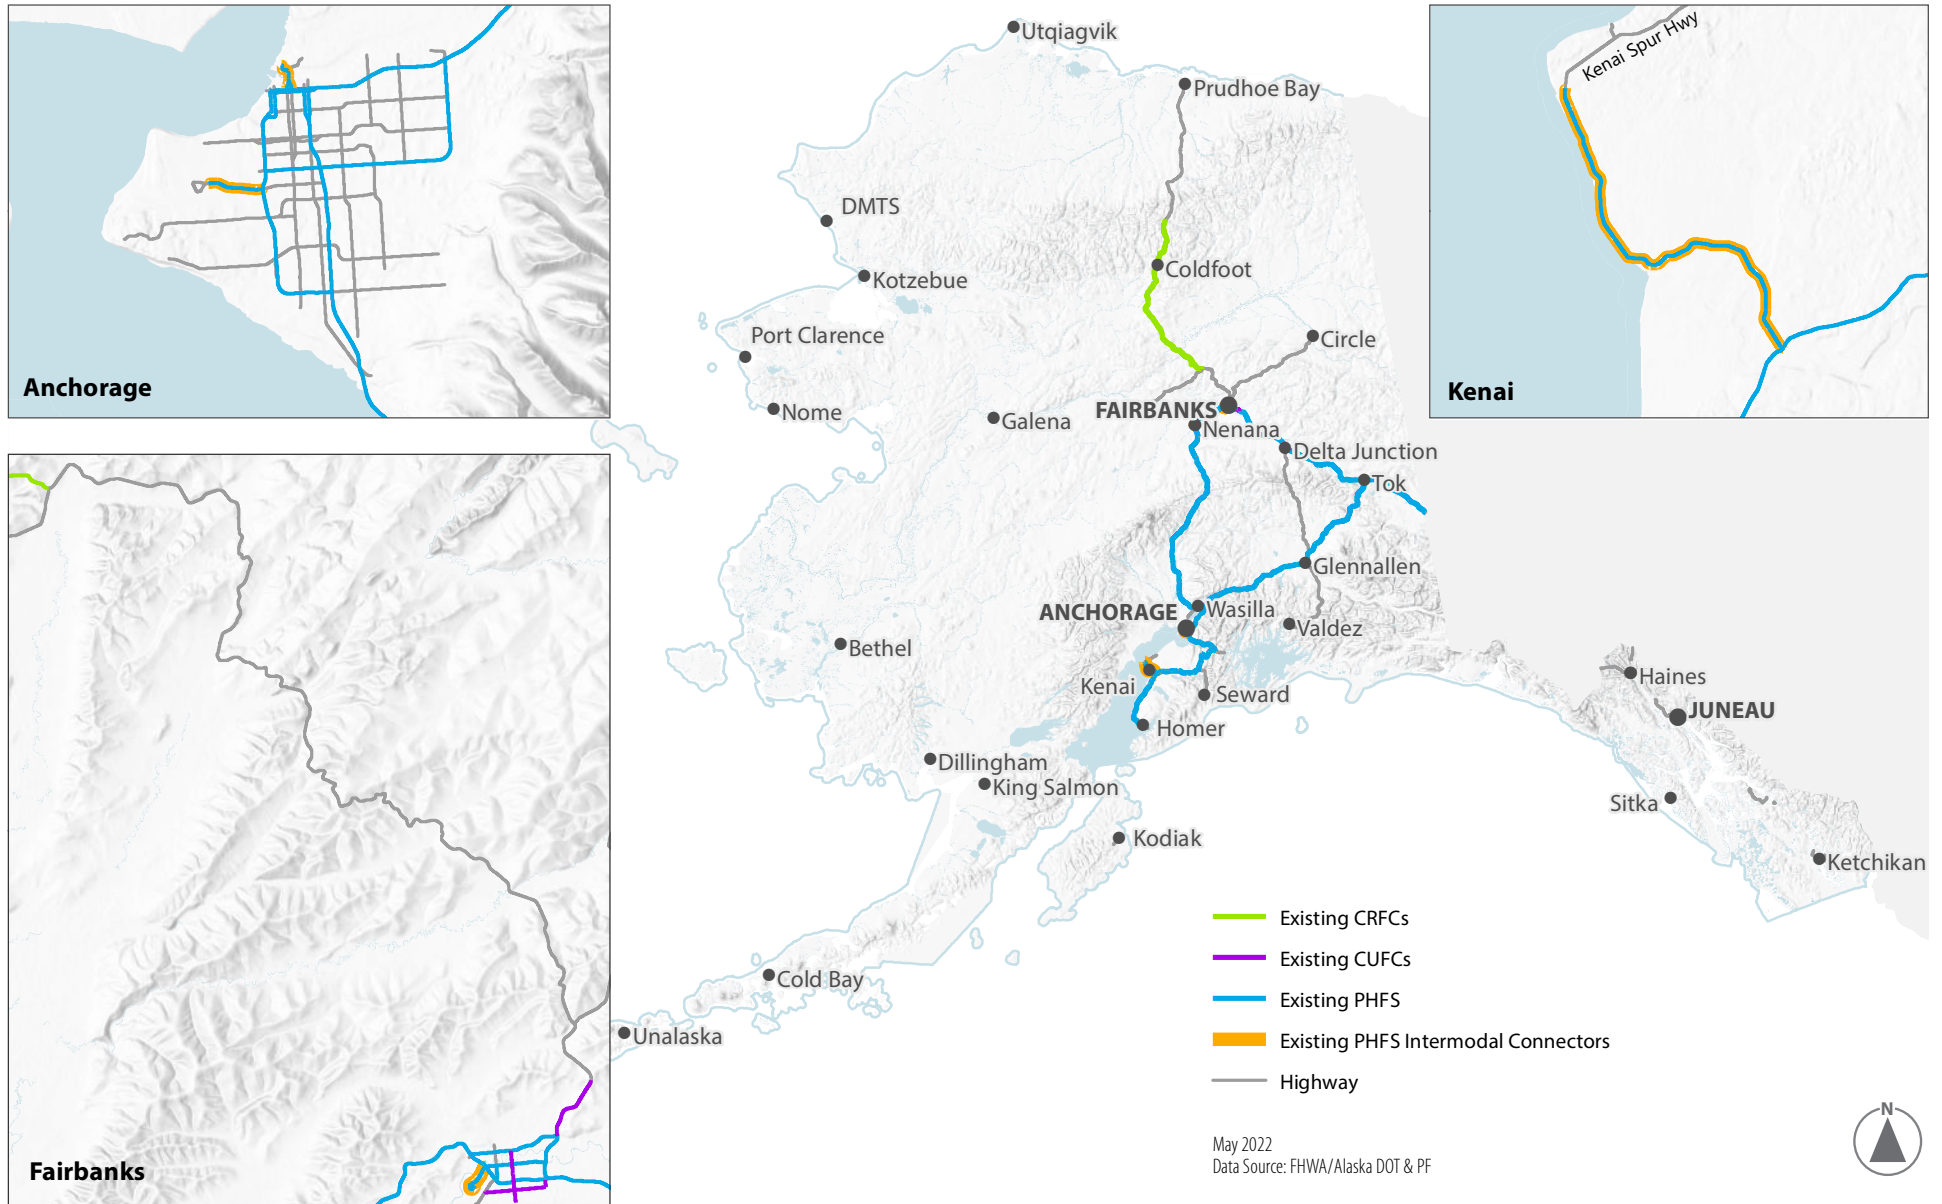 Anchorage
Kenai Spur Hwy
Kenai
Fairbanks
Utqiagvik
Prudhoe Bay
DMTS
Coldfoot
Kotzebue
Port Clarence
Circle
Nome
Galena
FAIRBANKS
Nenana
Delta Junction
Tok
Glennallen
ANCHORAGE
Wasilla
Valdez
Bethel
Kenai
Seward
Homer
Haines
JUNEAU
Dillingham
King Salmon
Sitka
Kodiak
Ketchikan
Cold Bay
Unalaska
Existing CRFCs
Existing CUFCs
Existing PHFS
Existing PHFS Intermodal Connectors
Highway
May 2022
Data Source: FHWA/Alaska DOT & PF
N